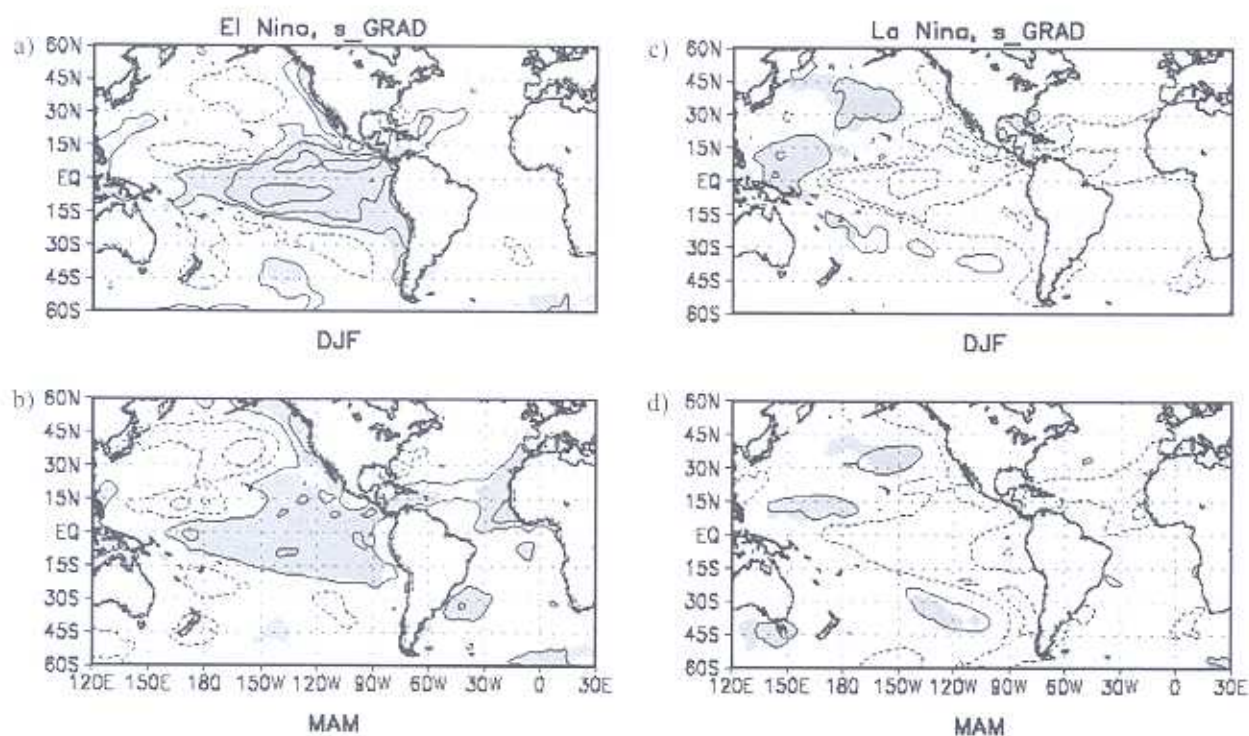 El Nino, s_GRAD
a)
60N
45N
30N
15N
EQ
15S
30S
45S
60S
DJF
b)
60N
45N
30N
15N
EQ
15S
30S
45S
60S
120E 150E 180 150W 120W 90W 60W 30W 0 30E
MAM
La Nina, s_GRAD
c)
60N
45N
30N
15N
EQ
15S
30S
45S
60S
DJF
d)
60N
45N
30N
15N
EQ
15S
30S
45S
60S
120E 150E 180 150W 120W 90W 60W 30W 0 30E
MAM